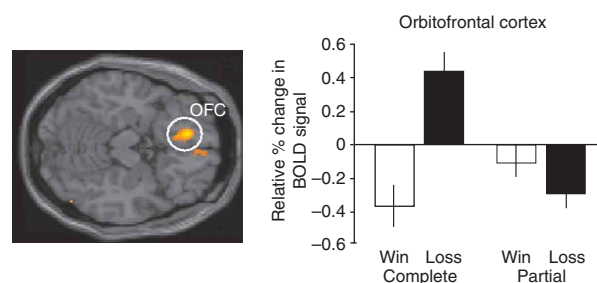 OFC
Orbitofrontal cortex
Relative % change in
BOLD signal
0.6
0.4
0.2
0
−0.2
−0.4
−0.6
Win Loss Win Loss
Complete Partial